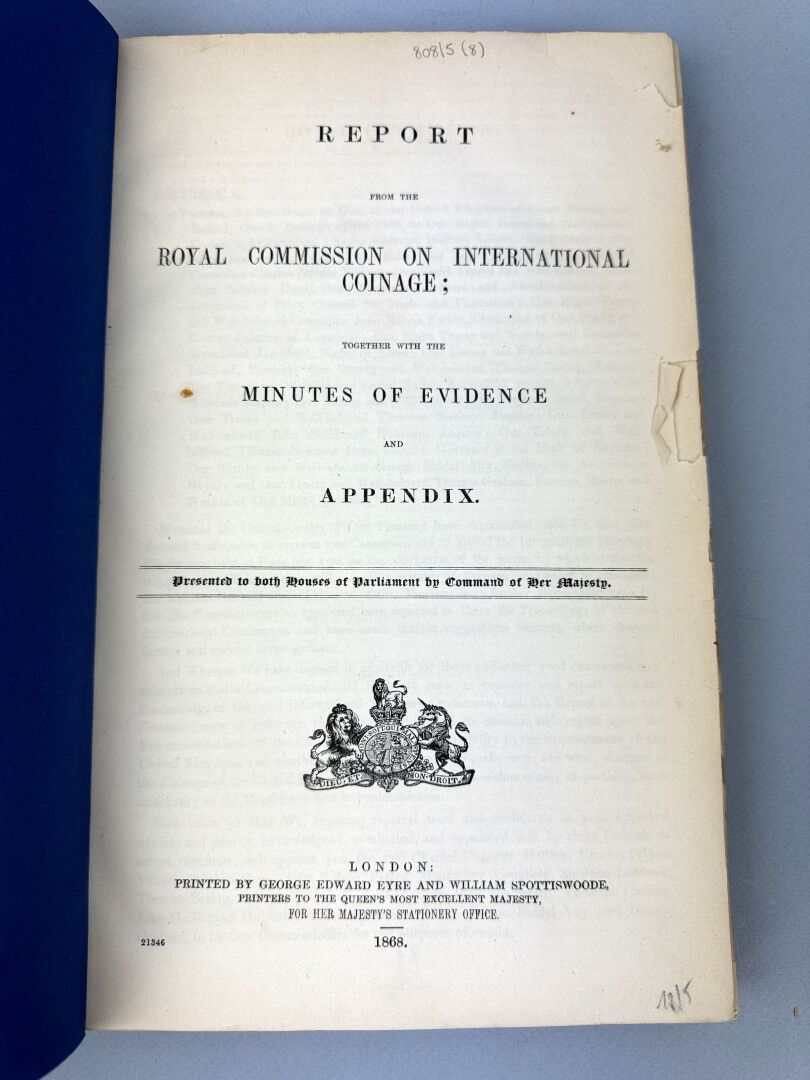 808/5 (8)
REPORT
FROM THE
ROYAL COMMISSION ON INTERNATIONAL
COINAGE;
TOGETHER WITH THE
MINUTES OF EVIDENCE
AND
APPENDIX.
Presented to both Houses of Parliament by Command of Her Majesty.
DIEU·ET·MON·DROIT.
LONDON:
PRINTED BY GEORGE EDWARD EYRE AND WILLIAM SPOTTISWOODE,
PRINTERS TO THE QUEEN'S MOST EXCELLENT MAJESTY,
FOR HER MAJESTY'S STATIONERY OFFICE.
1868.
21346